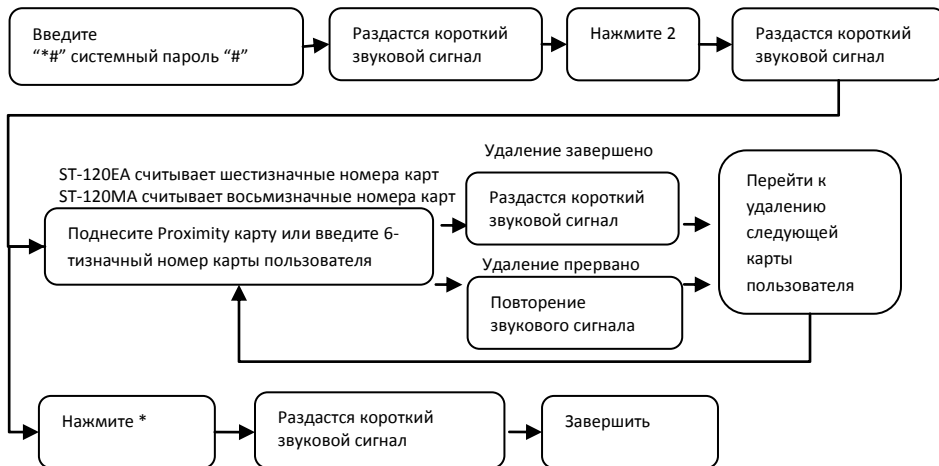 Введите
“*#” системный пароль “#”
Раздастся короткий
звуковой сигнал
Нажмите 2
Раздастся короткий
звуковой сигнал
ST-120EA считывает шестизначные номера карт
ST-120MA считывает восьмизначные номера карт
Поднесите Proximity карту или введите 6-
тизначный номер карты пользователя
Удаление завершено
Раздастся короткий
звуковой сигнал
Удаление прервано
Повторение
звукового сигнала
Перейти к
удалению
следующей
карты
пользователя
Нажмите *
Раздастся короткий
звуковой сигнал
Завершить